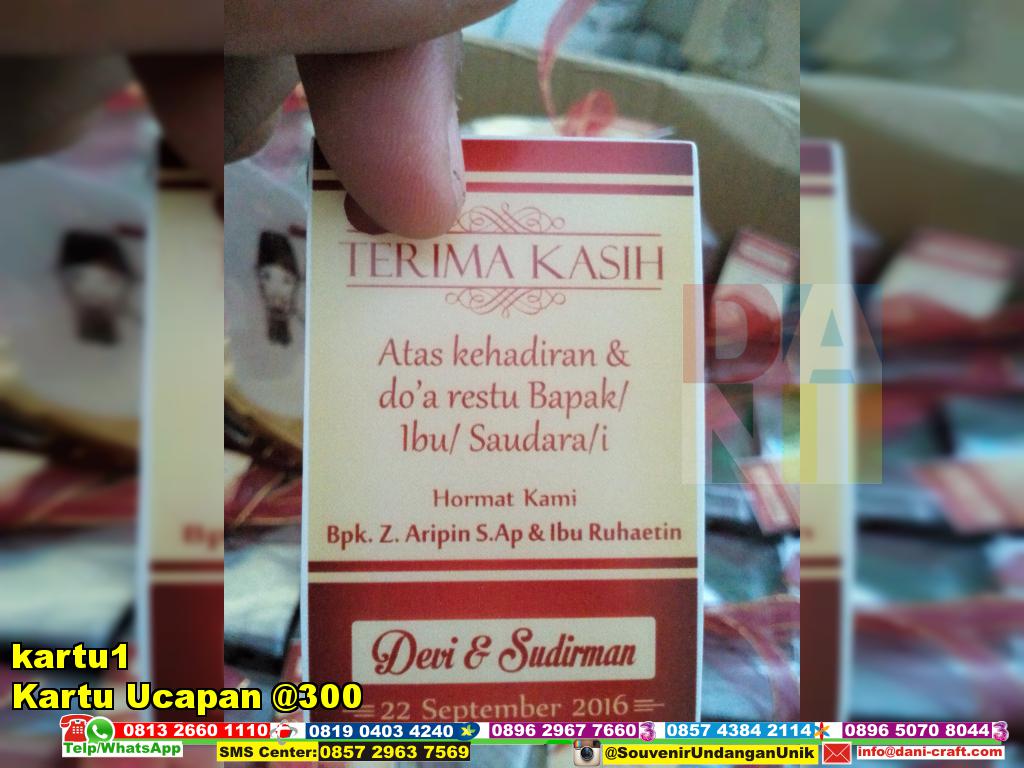 TERIMA KASIH
Atas kehadiran &
do'a restu Bapak/
Ibu/ Saudara/i
Hormat Kami
Bpk. Z. Aripin S.Ap & Ibu Ruhaetin
Devi & Sudirman
22 September 2016
DANI
kartu1
Kartu Ucapan @300
0813 2660 1110 0819 0403 4240 0896 2967 7660 0857 4384 2114 0896 5070 8044
Telp/WhatsApp
SMS Center: 0857 2963 7569 @SouvenirUndanganUnik info@dani-craft.com